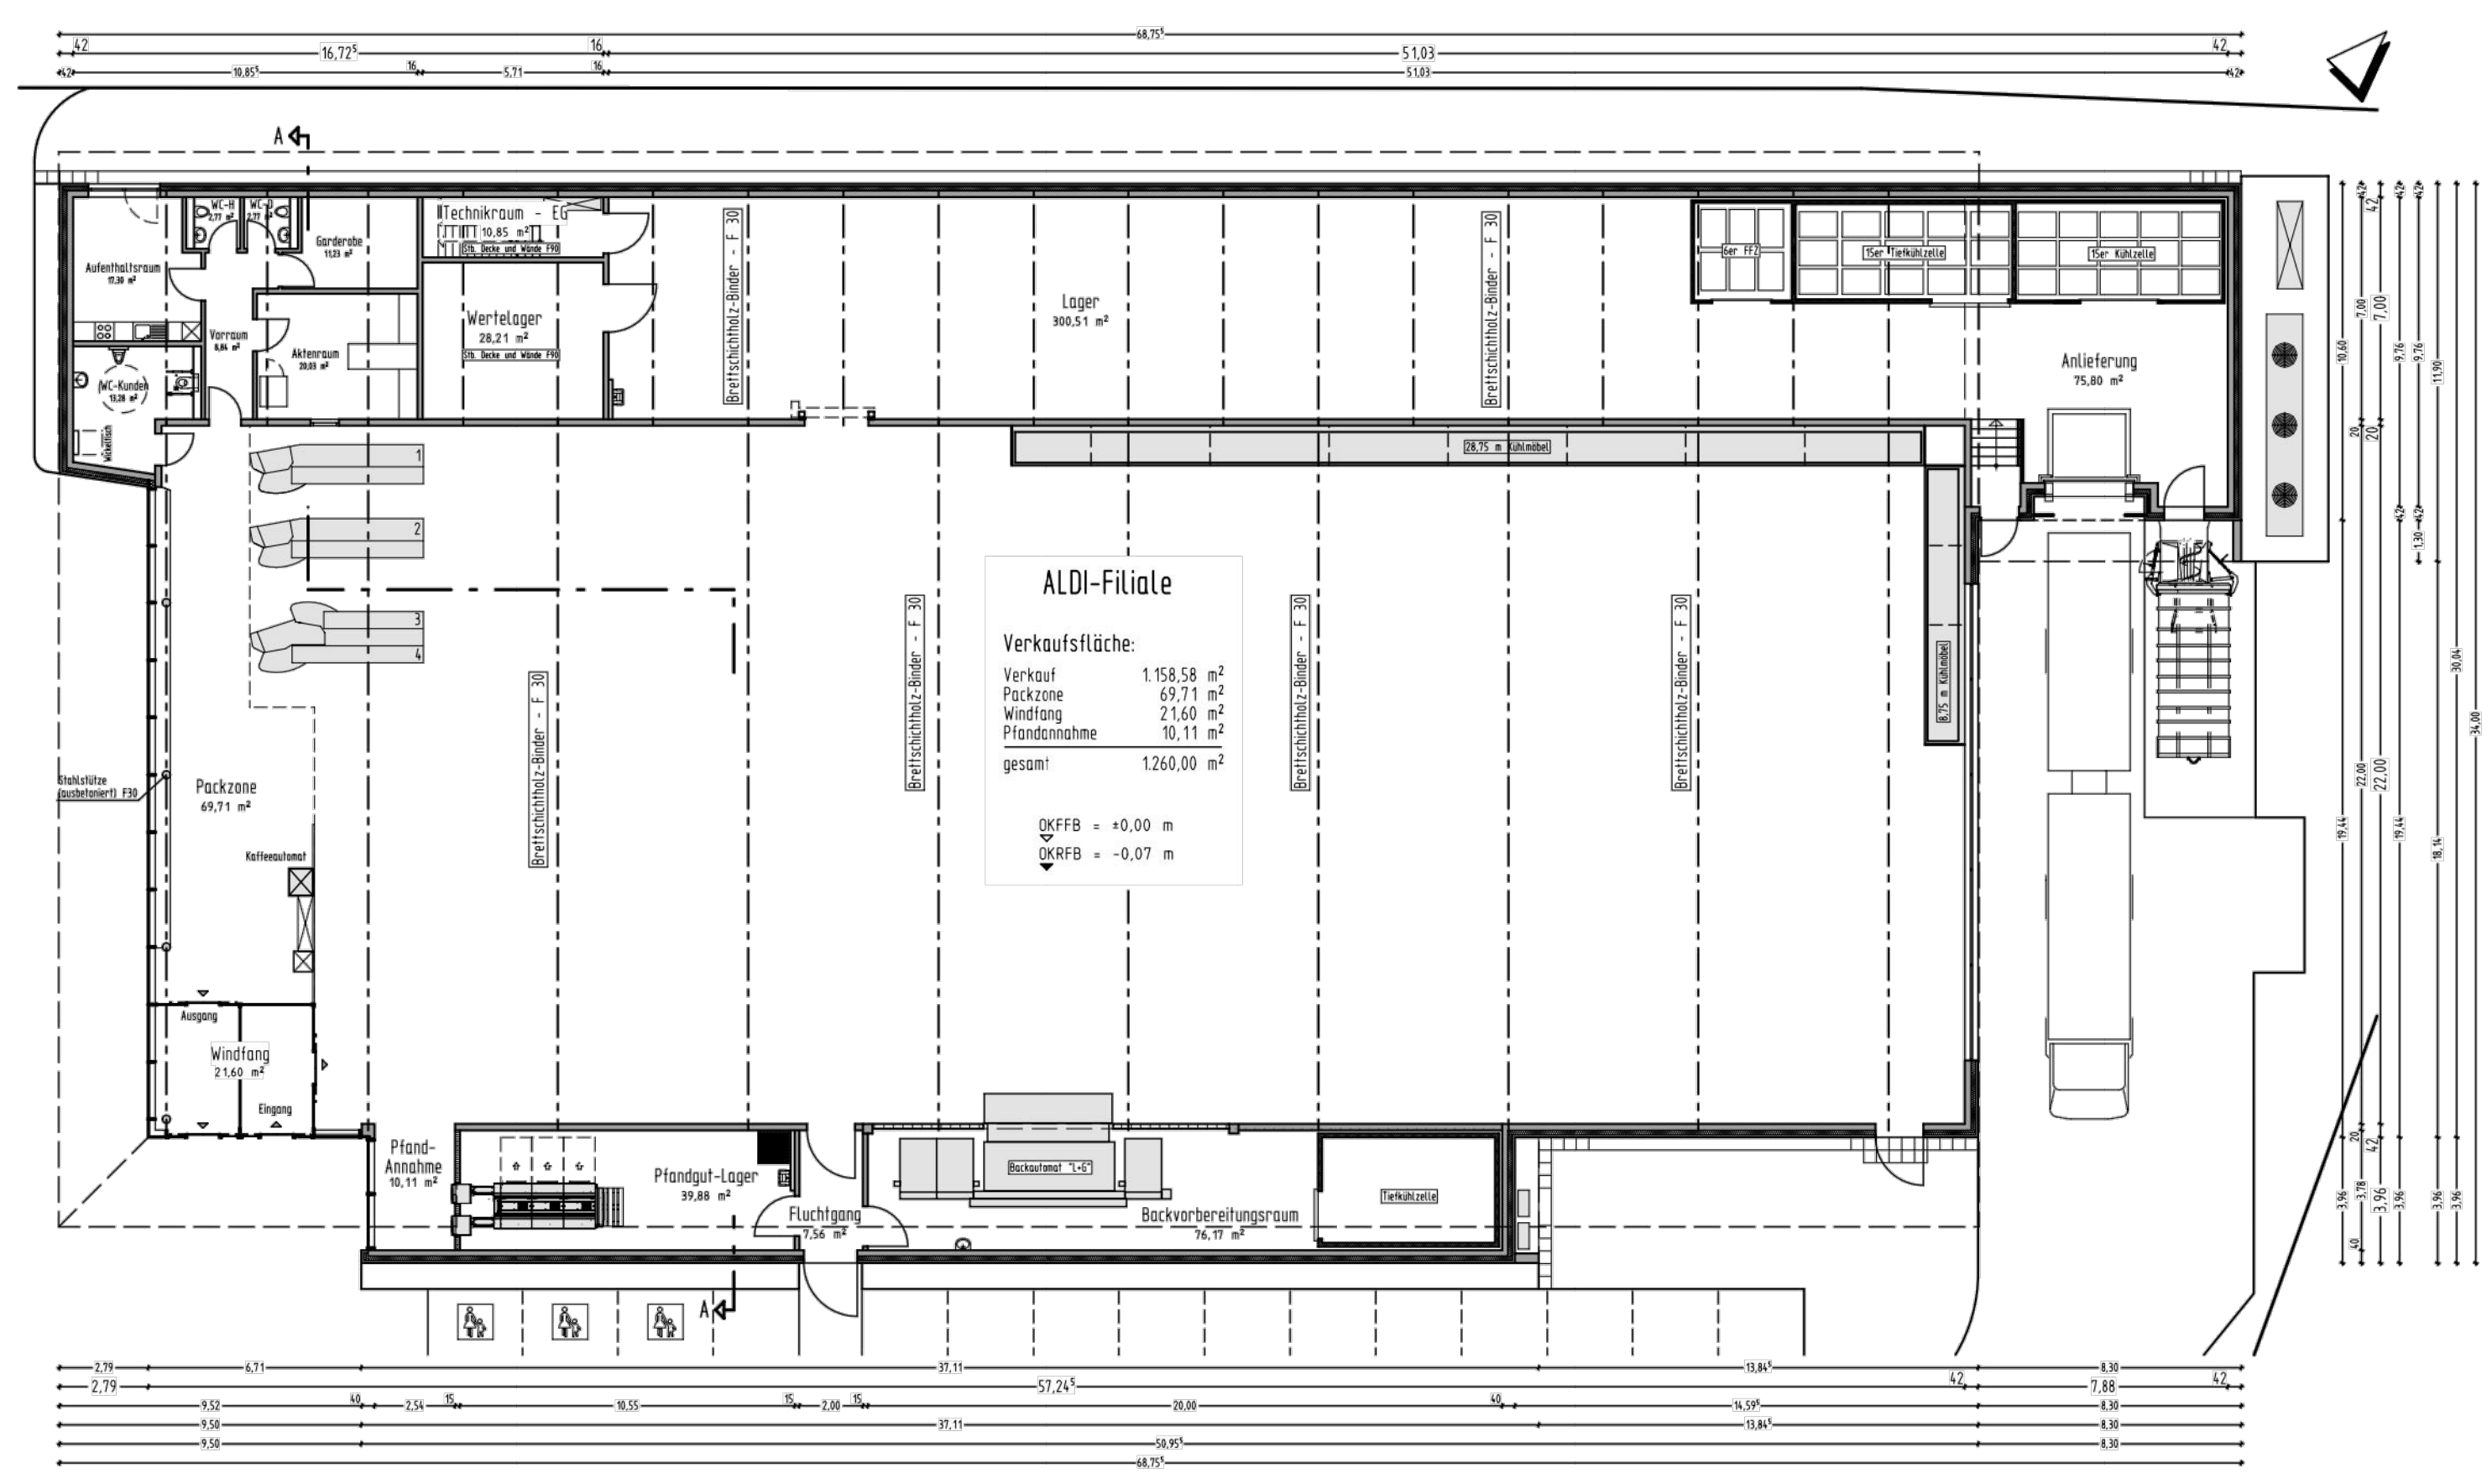 68,75⁵
42
16,72⁵
16
51,03
42
42
10,85⁵
16
5,71
16
51,03
42
A
WC-H
2,77 m²
WC-D
2,77 m²
Garderobe
11,23 m²
Technikraum - EG
10,85 m²
Stb. Decke und Wände F90
Aufenthaltsraum
17,30 m²
Vorraum
8,84 m²
Aktenraum
20,03 m²
WC-Kunden
13,28 m²
Wickeltisch
Wertelager
28,21 m²
Stb. Decke und Wände F90
Brettschichtholz-Binder - F 30
Lager
300,51 m²
Brettschichtholz-Binder - F 30
6er FFZ
15er Tiefkühlzelle
15er Kühlzelle
Anlieferung
75,80 m²
28,75 m Kühlmöbel
8,75 m Kühlmöbel
1
2
3
4
ALDI-Filiale
Verkaufsfläche:
Verkauf 1.158,58 m²
Packzone 69,71 m²
Windfang 21,60 m²
Pfandannahme 10,11 m²
gesamt 1.260,00 m²
OKFFB = ±0,00 m
OKRFB = -0,07 m
Brettschichtholz-Binder - F 30
Brettschichtholz-Binder - F 30
Brettschichtholz-Binder - F 30
Brettschichtholz-Binder - F 30
Stahlstütze
(ausbetoniert) F30
Packzone
69,71 m²
Kaffeeautomat
Ausgang
Windfang
21,60 m²
Eingang
Pfand-
Annahme
10,11 m²
Pfandgut-Lager
39,88 m²
Fluchtgang
7,56 m²
Backautomat "L+G"
Backvorbereitungsraum
76,17 m²
Tiefkühlzelle
A
10,60
19,44
3,96
7,00
20
22,00
20
3,78
40
42
7,00
20
22,00
42
3,96
42
9,76
42
19,44
3,96
42
9,76
42
1,30
11,90
18,14
3,96
30,04
3,96
34,00
2,79
6,71
37,11
13,84⁵
8,30
2,79
57,24⁵
42
7,88
42
9,52
40
2,54
15
10,55
15
2,00
15
20,00
40
14,59⁵
8,30
9,50
37,11
13,84⁵
8,30
9,50
50,95⁵
8,30
68,75⁵